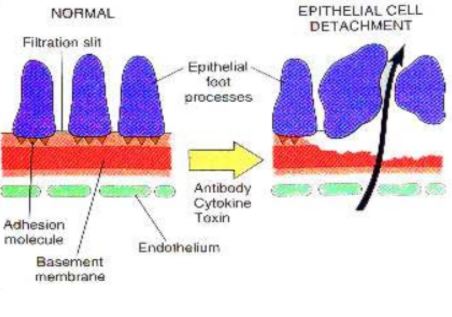 NORMAL
EPITHELIAL CELL
DETACHMENT
Filtration slit
Epithelial
foot
processes
Antibody
Cytokine
Toxin
Adhesion
molecule
Endothelium
Basement
membrane